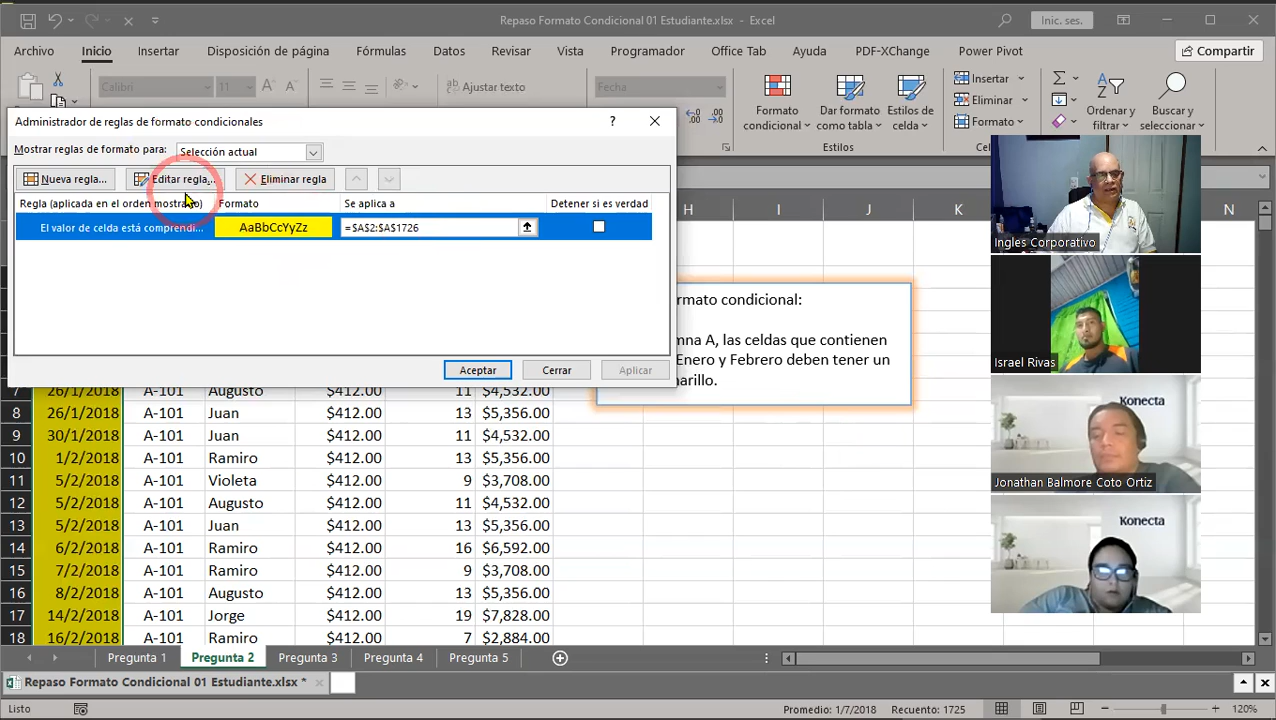 Repaso Formato Condicional 01 Estudiante.xlsx - Excel
Inic. ses.
Archivo Inicio Insertar Disposición de página Fórmulas Datos Revisar Vista Programador Office Tab Ayuda PDF-XChange Power Pivot Compartir
Calibri 11 A A ab Ajustar texto Fecha
Formato condicional
Dar formato como tabla
Estilos de celda
Insertar
Eliminar
Formato
Ordenar y filtrar
Buscar y seleccionar
Administrador de reglas de formato condicionales ?
Mostrar reglas de formato para: Selección actual
Nueva regla... Editar regla... Eliminar regla
Regla (aplicada en el orden mostrado) Formato Se aplica a Detener si es verdad
El valor de celda está comprendi... AaBbCcYyZz =$A$2:$A$1726
Aceptar Cerrar Aplicar
H I J K N
rmato condicional:
mna A, las celdas que contienen
Enero y Febrero deben tener un
marillo.
7 26/1/2018 Augusto $412.00 11 $4,532.00
8 26/1/2018 A-101 Juan $412.00 13 $5,356.00
9 30/1/2018 A-101 Juan $412.00 11 $4,532.00
10 1/2/2018 A-101 Ramiro $412.00 13 $5,356.00
11 5/2/2018 A-101 Violeta $412.00 9 $3,708.00
12 5/2/2018 A-101 Augusto $412.00 11 $4,532.00
13 5/2/2018 A-101 Juan $412.00 13 $5,356.00
14 6/2/2018 A-101 Ramiro $412.00 16 $6,592.00
15 7/2/2018 A-101 Ramiro $412.00 9 $3,708.00
16 8/2/2018 A-101 Augusto $412.00 13 $5,356.00
17 14/2/2018 A-101 Jorge $412.00 19 $7,828.00
18 16/2/2018 A-101 Ramiro $412.00 7 $2,884.00
Ingles Corporativo
Israel Rivas
Konecta
Jonathan Balmore Coto Ortiz
Konecta
Pregunta 1 Pregunta 2 Pregunta 3 Pregunta 4 Pregunta 5
Repaso Formato Condicional 01 Estudiante.xlsx *
Listo Promedio: 1/7/2018 Recuento: 1725 120%